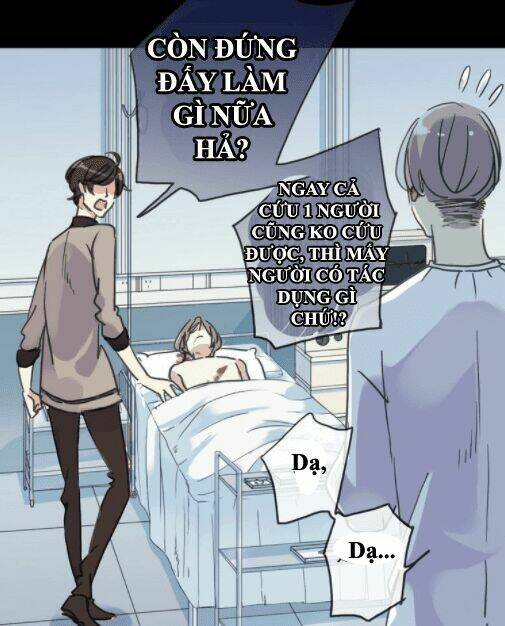 CÒN ĐỨNG
ĐẤY LÀM
GÌ NỮA
HẢ?
NGAY CẢ
CỨU 1 NGƯỜI
CŨNG KO CỨU
ĐƯỢC, THÌ MẤY
NGƯỜI CÓ TÁC
DỤNG GÌ
CHỨ!?
Dạ,
Dạ...